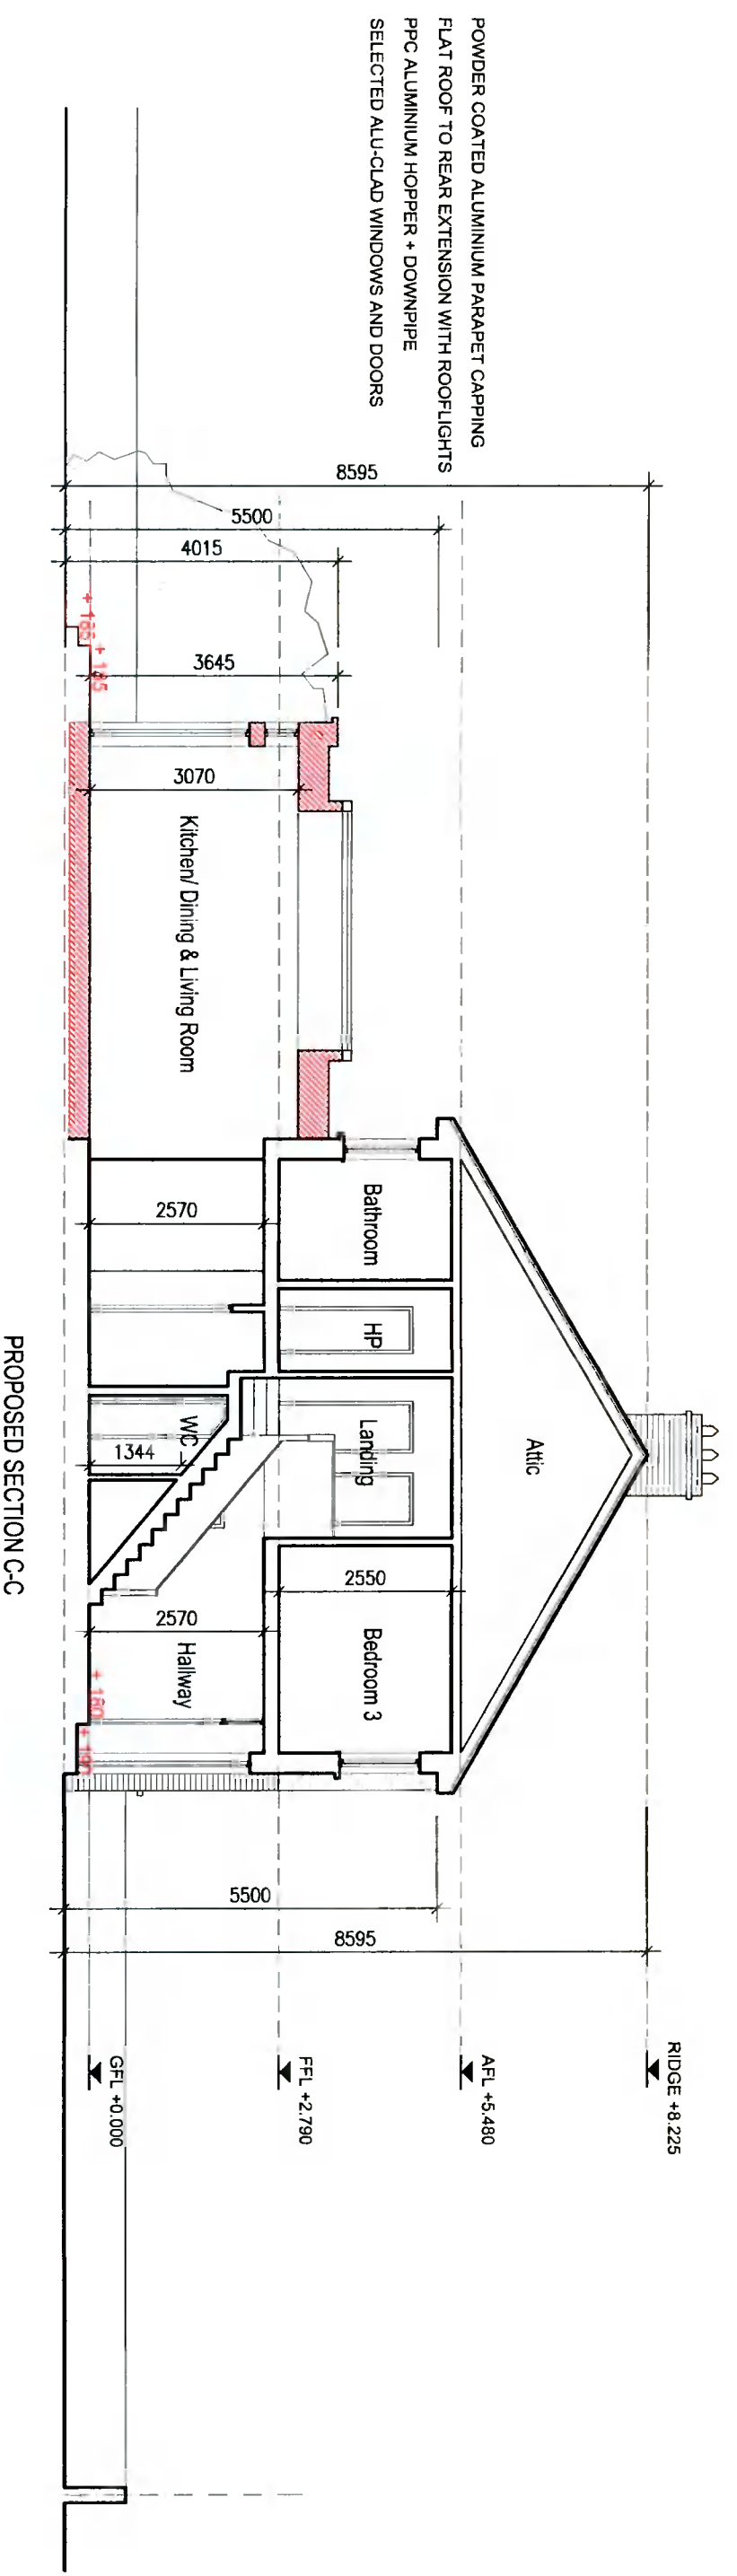 POWDER COATED ALUMINIUM PARAPET CAPPING
FLAT ROOF TO REAR EXTENSION WITH ROOFLIGHTS
PPC ALUMINIUM HOPPER + DOWNPIPE
SELECTED ALU-CLAD WINDOWS AND DOORS
8595
5500
4015
3645
3070
+ 185
Kitchen/ Dining & Living Room
2570
Bathroom
HP
Landing
WC
1344
Attic
2550
Bedroom 3
2570
Hallway
+ 180
5500
8595
RIDGE +8.225
AFL +5.480
FFL +2.790
GFL +0.000
PROPOSED SECTION C-C